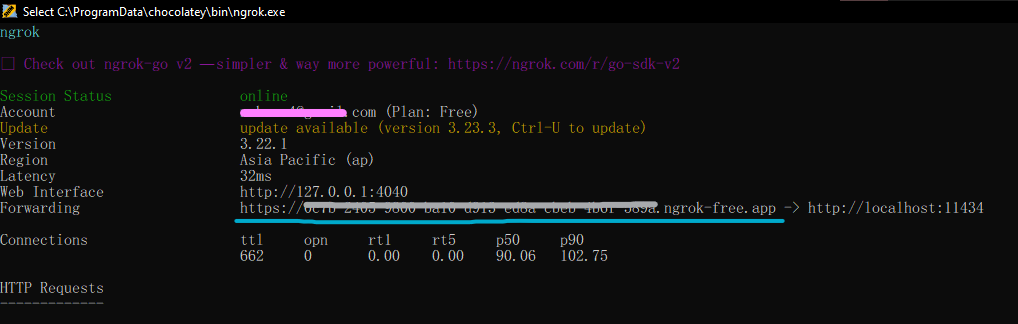 Select C:\ProgramData\chocolatey\bin\ngrok.exe
ngrok
Check out ngrok-go v2 —simpler & way more powerful: https://ngrok.com/r/go-sdk-v2
Session Status online
Account .com (Plan: Free)
Update update available (version 3.23.3, Ctrl-U to update)
Version 3.22.1
Region Asia Pacific (ap)
Latency 32ms
Web Interface http://127.0.0.1:4040
Forwarding https:// .ngrok-free.app -> http://localhost:11434
Connections ttl opn rt1 rt5 p50 p90
662 0 0.00 0.00 90.06 102.75
HTTP Requests
-------------